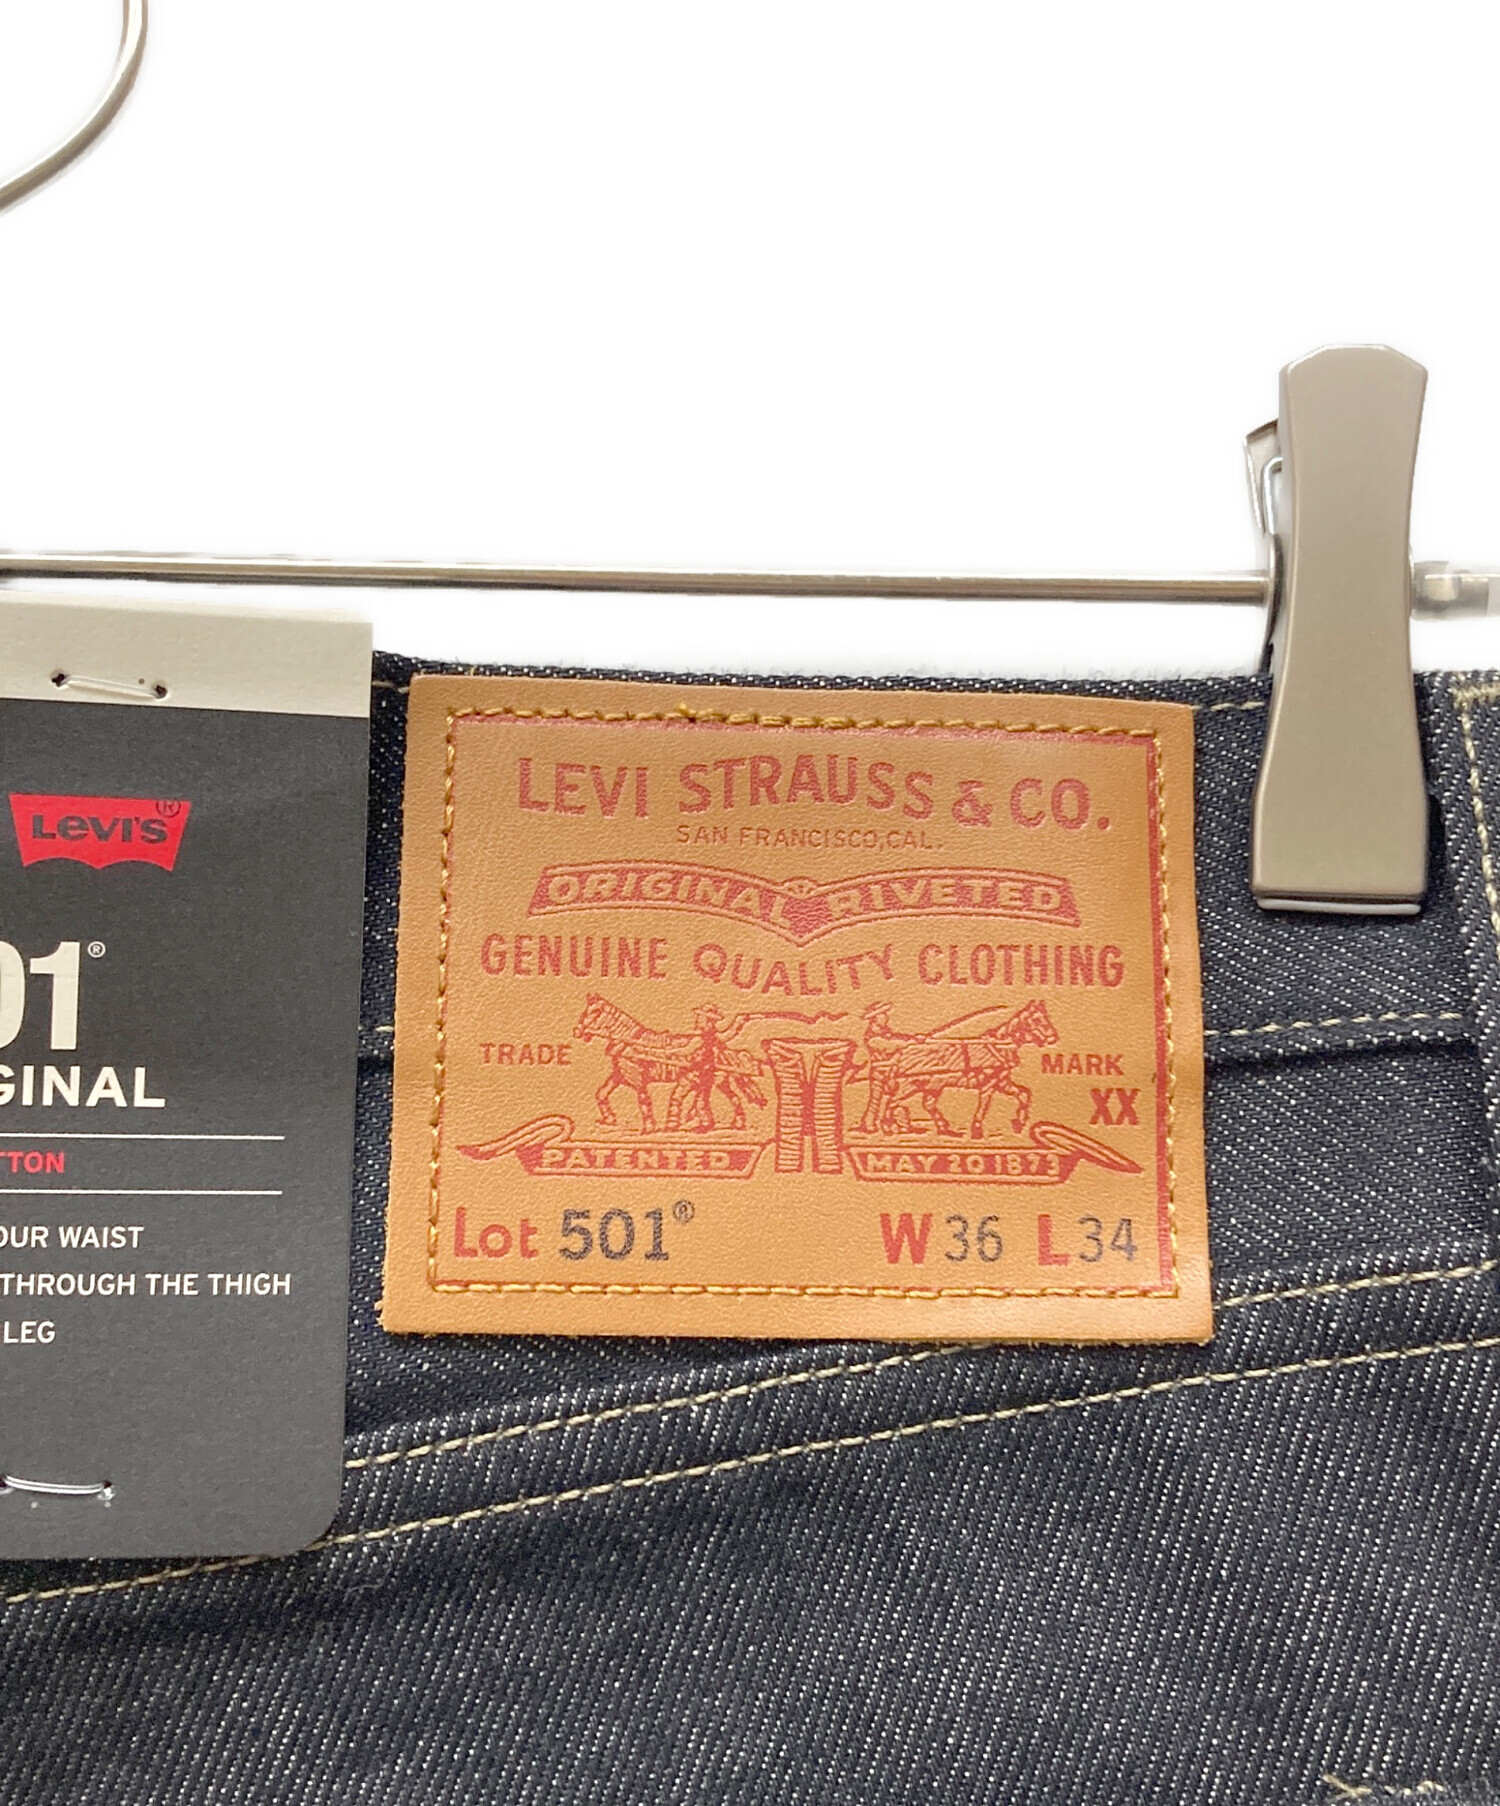 LEVI'S®
01®
GINAL
TTON
OUR WAIST
THROUGH THE THIGH
LEG
LEVI STRAUSS & CO.
SAN FRANCISCO, CAL.
ORIGINAL RIVETED
GENUINE QUALITY CLOTHING
TRADE MARK
XX
PATENTED MAY 20 1873
Lot 501® W36 L34